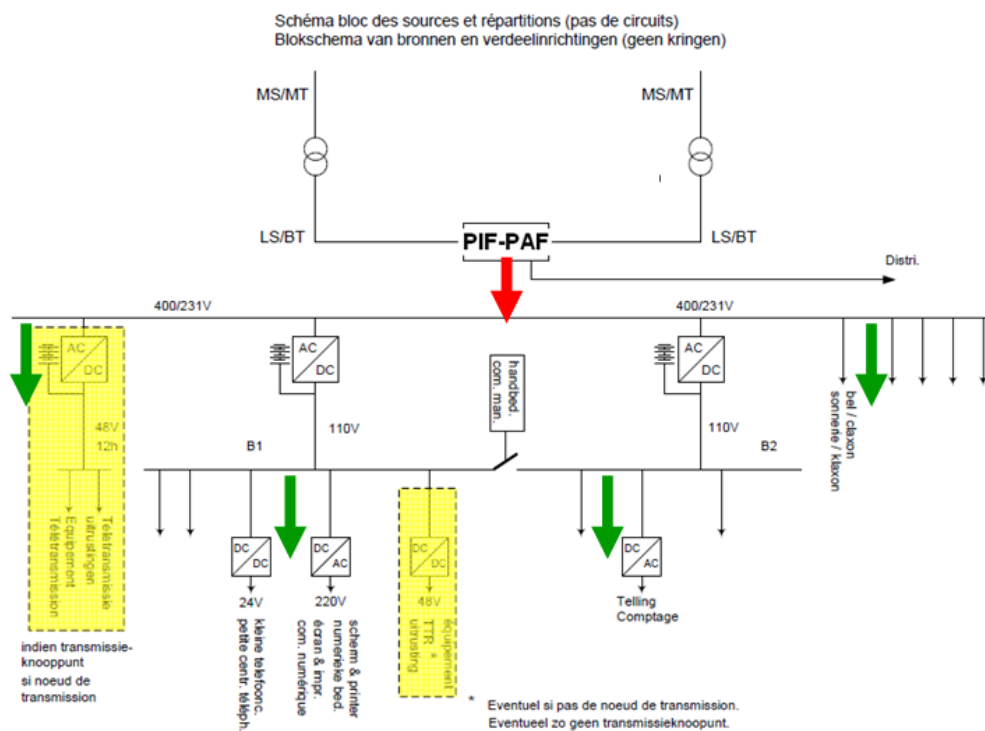 Schéma bloc des sources et répartitions (pas de circuits)
Blokschema van bronnen en verdeelinrichtingen (geen kringen)
MS/MT
MS/MT
LS/BT
PIF-PAF
LS/BT
Distri.
400/231V
400/231V
AC
DC
AC
DC
AC
DC
handbed.
com. man.
48V
12h
110V
110V
B1
B2
bel / claxon
sonnerie / klaxon
Télétransmissie
uitrustingen
Equipement
Télétransmission
DC
DC
DC
AC
DC
DC
DC
AC
24V
220V
48V
Telling
Comptage
kleine telefoonc.
petite centr. téléph.
scherm & printer
numerieke bed.
écran & impr.
com. numérique
équipement
TTR *
uitrusting
indien transmissie-
knooppunt
si noeud de
transmission
* Eventuel si pas de noeud de transmission.
Eventueel zo geen transmissieknoopunt.